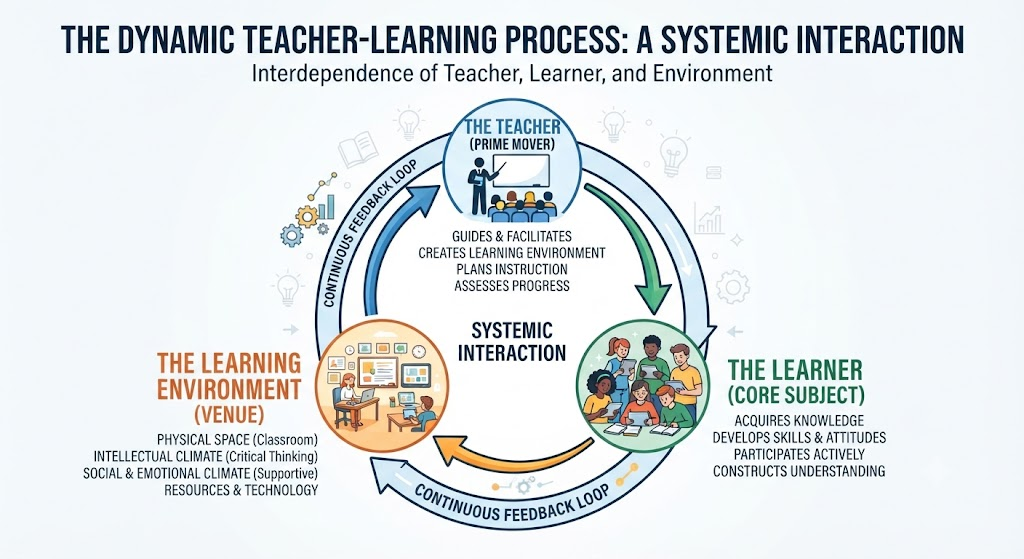 THE DYNAMIC TEACHER-LEARNING PROCESS: A SYSTEMIC INTERACTION
Interdependence of Teacher, Learner, and Environment
THE TEACHER
(PRIME MOVER)
GUIDES & FACILITATES
CREATES LEARNING ENVIRONMENT
PLANS INSTRUCTION
ASSESSES PROGRESS
CONTINUOUS FEEDBACK LOOP
SYSTEMIC
INTERACTION
THE LEARNING
ENVIRONMENT
(VENUE)
PHYSICAL SPACE (Classroom)
INTELLECTUAL CLIMATE (Critical Thinking)
SOCIAL & EMOTIONAL CLIMATE (Supportive)
RESOURCES & TECHNOLOGY
THE LEARNER
(CORE SUBJECT)
ACQUIRES KNOWLEDGE
DEVELOPS SKILLS & ATTITUDES
PARTICIPATES ACTIVELY
CONSTRUCTS UNDERSTANDING
CONTINUOUS FEEDBACK LOOP